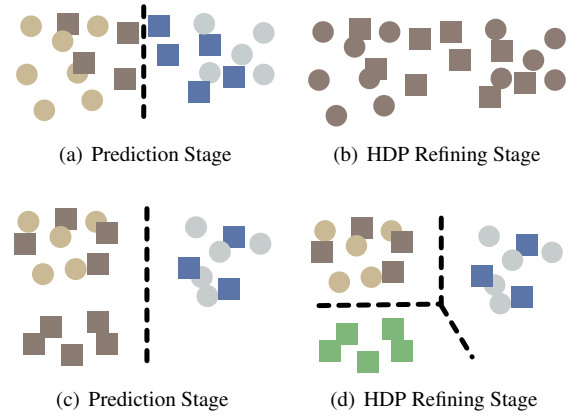 (a) Prediction Stage
(b) HDP Refining Stage
(c) Prediction Stage
(d) HDP Refining Stage